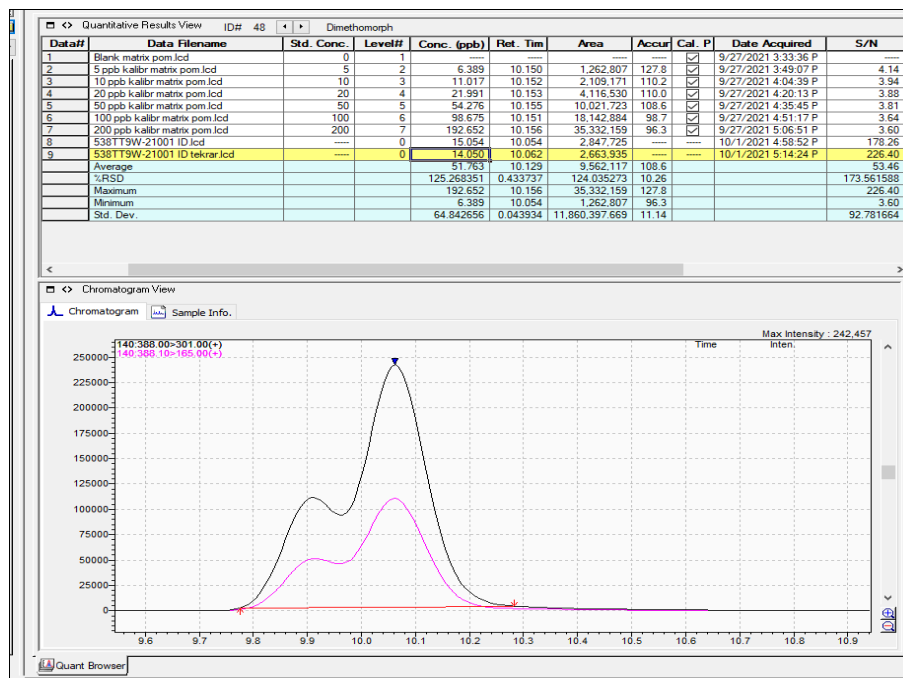 Quantitative Results View ID# 48 Dimethomorph
Data# Data Filename Std. Conc. Level# Conc. (ppb) Ret. Tim Area Accur Cal. P Date Acquired S/N
1 Blank matrix pom.lcd 0 1 ----- ----- ----- ----- 9/27/2021 3:33:36 P -----
2 5 ppb kalibr matrix pom.lcd 5 2 6.389 10.150 1,262,807 127.8 9/27/2021 3:49:07 P 4.14
3 10 ppb kalibr matrix pom.lcd 10 3 11.017 10.152 2,109,171 110.2 9/27/2021 4:04:39 P 3.94
4 20 ppb kalibr matrix pom.lcd 20 4 21.991 10.153 4,116,530 110.0 9/27/2021 4:20:13 P 3.88
5 50 ppb kalibr matrix pom.lcd 50 5 54.276 10.155 10,021,723 108.6 9/27/2021 4:35:45 P 3.81
6 100 ppb kalibr matrix pom.lcd 100 6 98.675 10.151 18,142,884 98.7 9/27/2021 4:51:17 P 3.64
7 200 ppb kalibr matrix pom.lcd 200 7 192.652 10.156 35,332,159 96.3 9/27/2021 5:06:51 P 3.60
8 538TT9W-21001 ID.lcd ----- 0 15.054 10.054 2,847,725 ----- ----- 10/1/2021 4:58:52 P 178.26
9 538TT9W-21001 ID tekrar.lcd ----- 0 14.050 10.062 2,663,935 ----- ----- 10/1/2021 5:14:24 P 226.40
Average 51.763 10.129 9,562,117 108.6 53.46
%RSD 125.268351 0.433737 124.035273 10.26 173.561588
Maximum 192.652 10.156 35,332,159 127.8 226.40
Minimum 6.389 10.054 1,262,807 96.3 3.60
Std. Dev. 64.842656 0.043934 11,860,397.669 11.14 92.781664
Chromatogram View
Chromatogram Sample Info.
Max Intensity : 242,457
140:388.00>301.00(+) Time Inten.
140:388.10>165.00(+)
250000
225000
200000
175000
150000
125000
100000
75000
50000
25000
0
9.6 9.7 9.8 9.9 10.0 10.1 10.2 10.3 10.4 10.5 10.6 10.7 10.8 10.9
Quant Browser